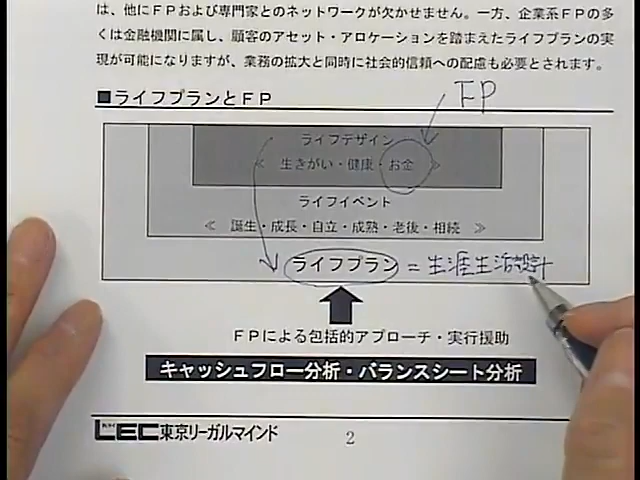 は、他にＦＰおよび専門家とのネットワークが欠かせません。一方、企業系ＦＰの多
くは金融機関に属し、顧客のアセット・アロケーションを踏まえたライフプランの実
現が可能になりますが、業務の拡大と同時に社会的信頼への配慮も必要とされます。
■ライフプランとＦＰ
FP
ライフデザイン
≪ 生きがい・健康・お金 ≫
ライフイベント
≪ 誕生・成長・自立・成熟・老後・相続 ≫
ライフプラン = 生涯生活設計
ＦＰによる包括的アプローチ・実行援助
キャッシュフロー分析・バランスシート分析
LEC東京リーガルマインド
2